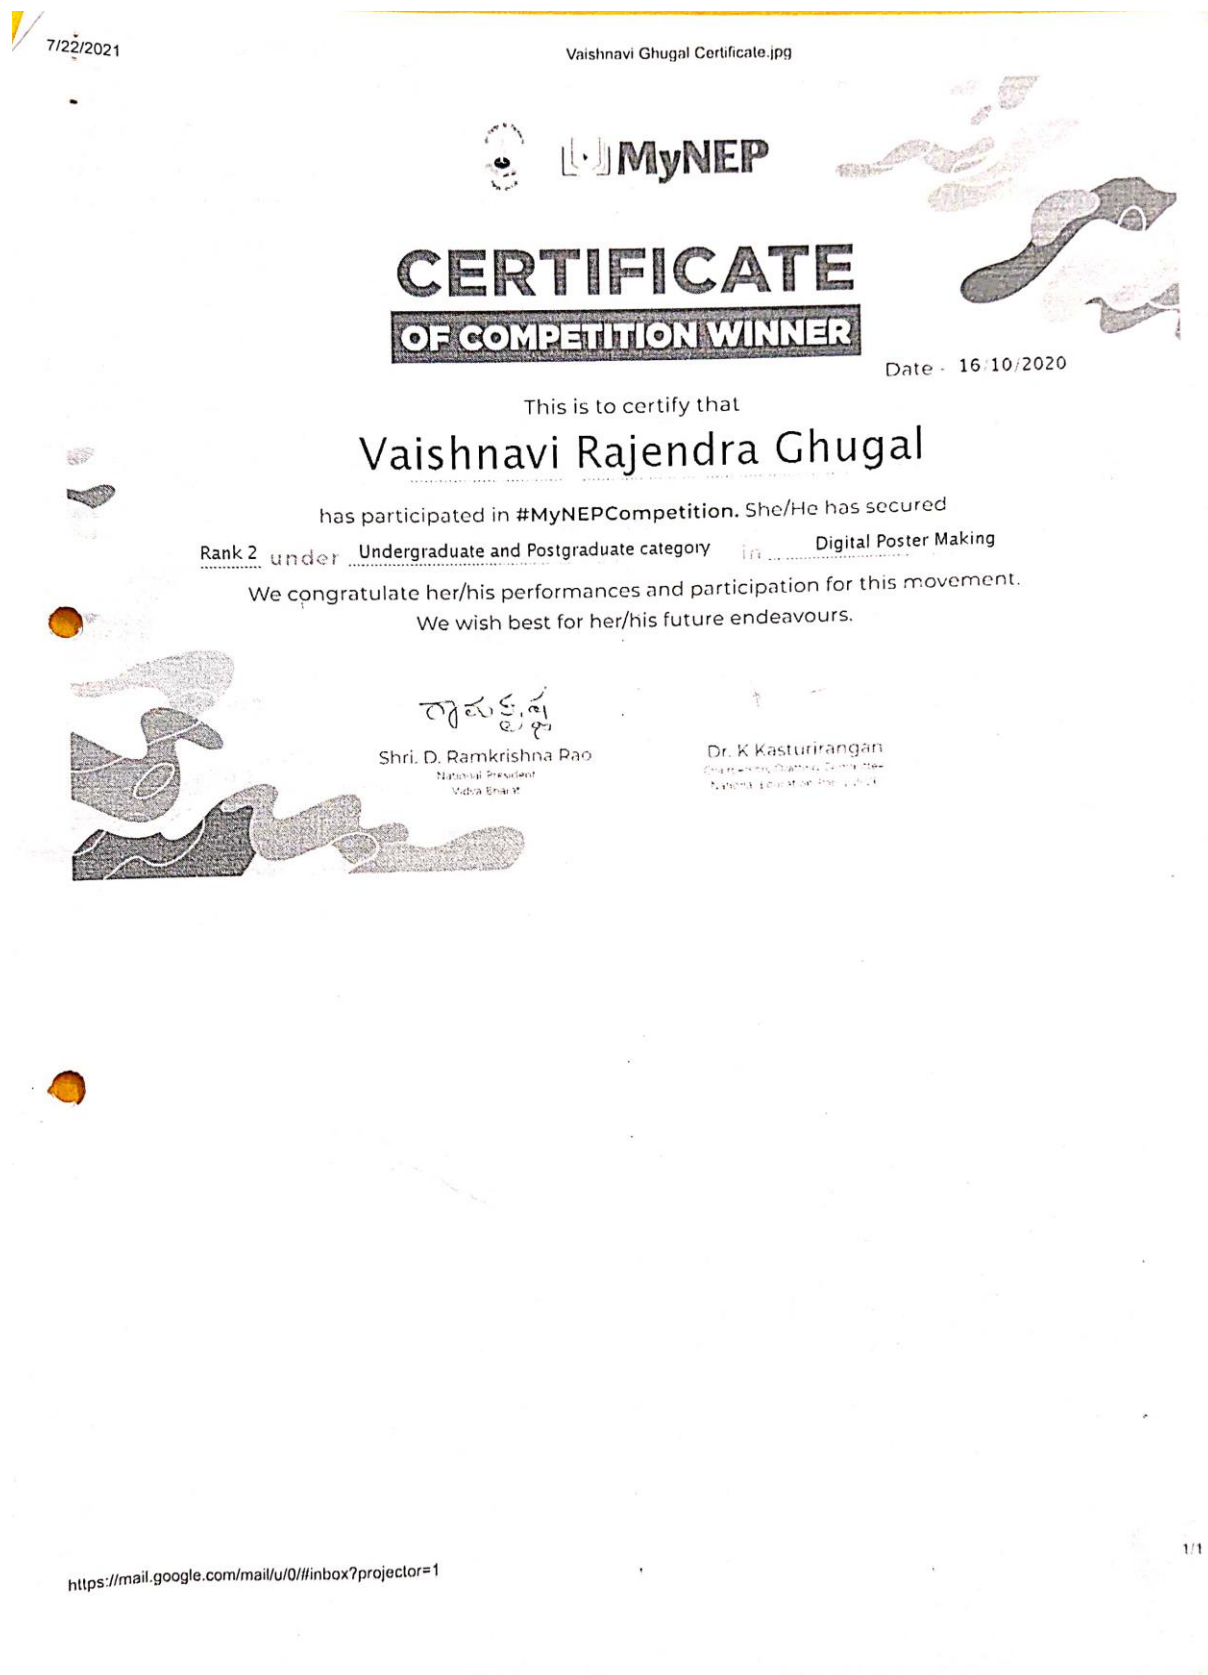 7/22/2021
Vaishnavi Ghugal Certificate.jpg
MyNEP
CERTIFICATE
OF COMPETITION WINNER
Date - 16/10/2020
This is to certify that
Vaishnavi Rajendra Ghugal
has participated in #MyNEPCompetition. She/He has secured
Rank 2 under Undergraduate and Postgraduate category in Digital Poster Making
We congratulate her/his performances and participation for this movement.
We wish best for her/his future endeavours.
Shri. D. Ramkrishna Rao
Dr. K Kasturirangan
National President
Vidya Bharat
https://mail.google.com/mail/u/0/#inbox?projector=1
1/1